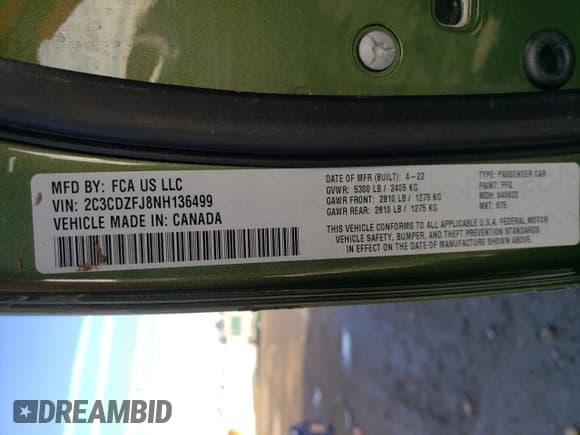 MFD BY: FCA US LLC
VIN: 2C3CDZFJ8NH136499
VEHICLE MADE IN: CANADA
DATE OF MFR (BUILT): 4-22
GVWR: 5300 LB / 2405 KG
GAWR FRONT: 2810 LB / 1275 KG
GAWR REAR: 2810 LB / 1275 KG
TYPE: PASSENGER CAR
PAINT: PFQ
MDH: 040622
MKT: 675
THIS VEHICLE CONFORMS TO ALL APPLICABLE U.S.A. FEDERAL MOTOR
VEHICLE SAFETY, BUMPER, AND THEFT PREVENTION STANDARDS
IN EFFECT ON THE DATE OF MANUFACTURE SHOWN ABOVE.
DREAMBID